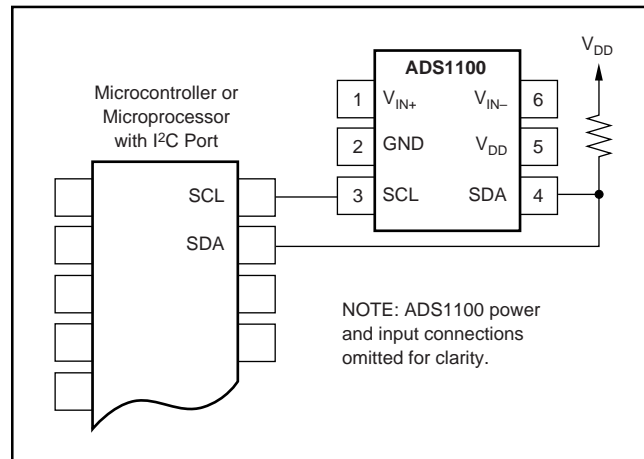 Microcontroller or
Microprocessor
with I²C Port
SCL
SDA
ADS1100
1 V_IN+ V_IN– 6
2 GND V_DD 5
3 SCL SDA 4
V_DD
NOTE: ADS1100 power
and input connections
omitted for clarity.